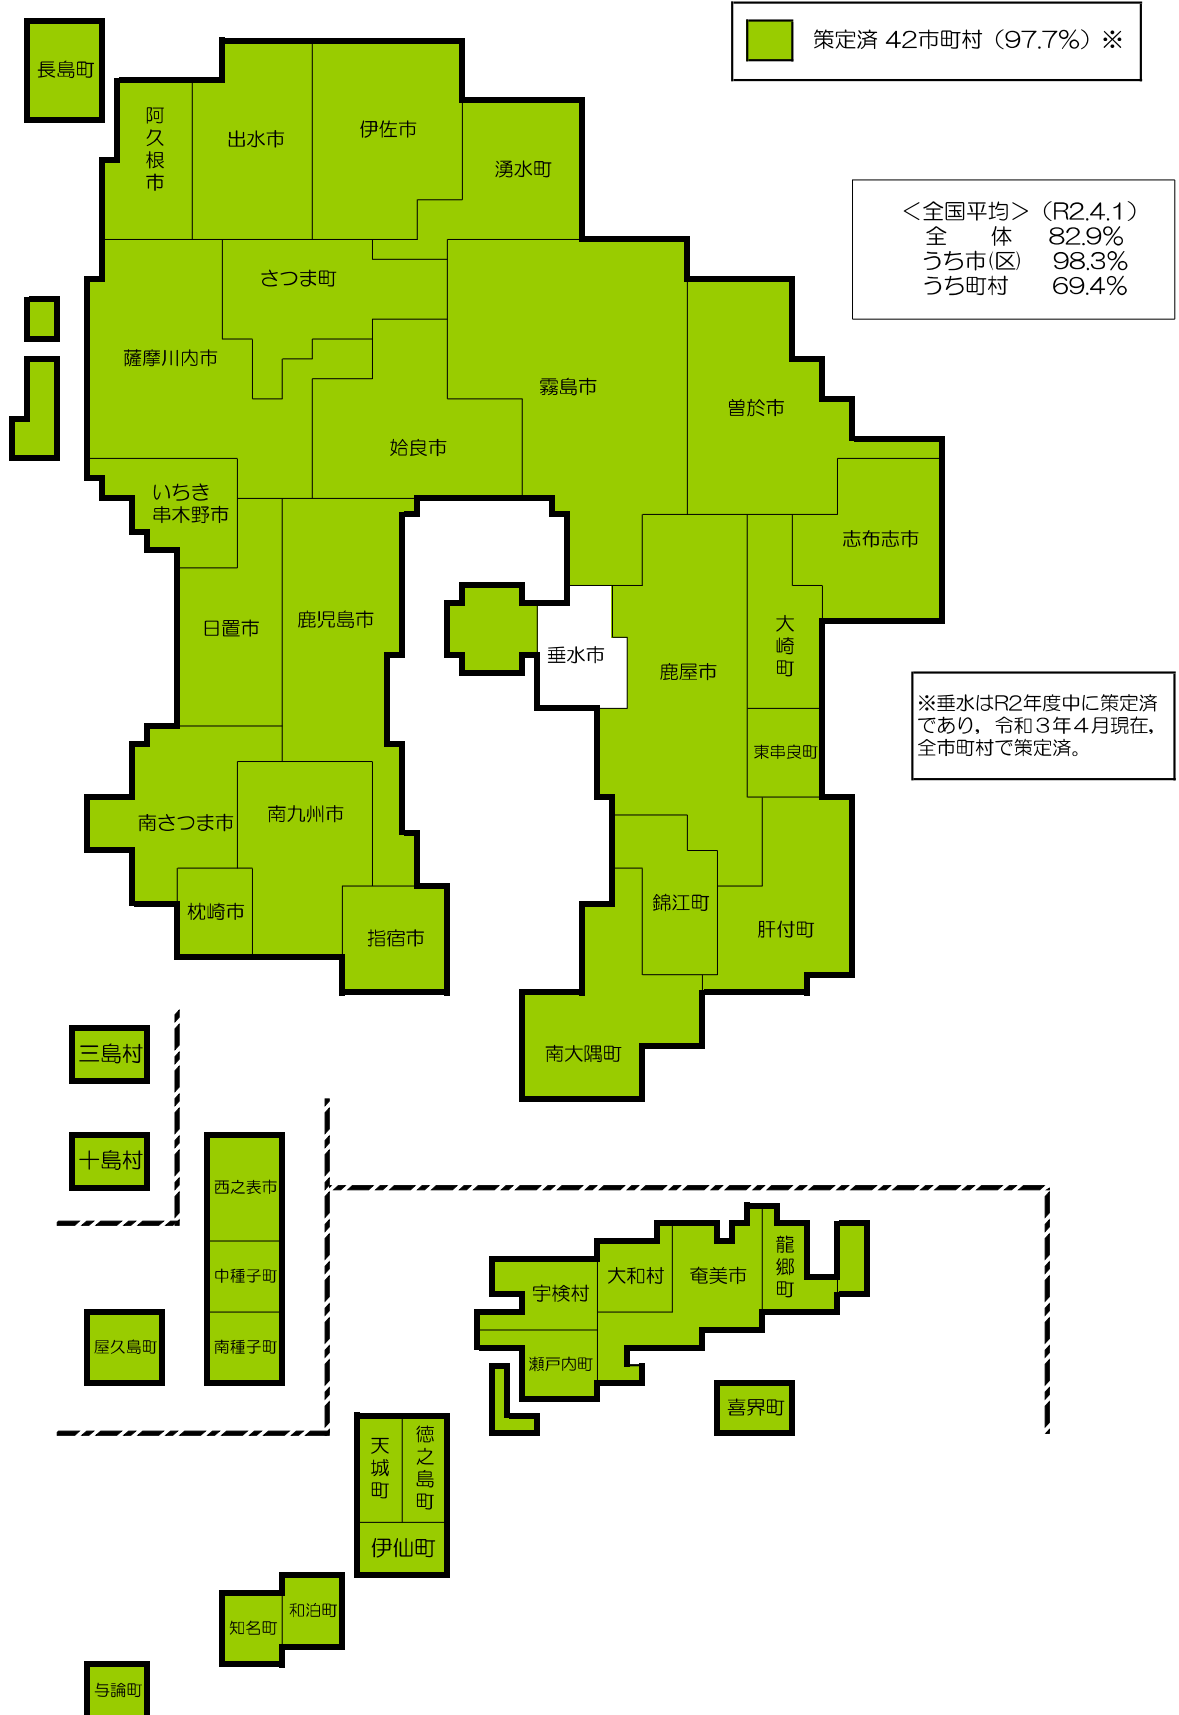 策定済 42市町村（97.7%）※
長島町
阿久根市
出水市
伊佐市
湧水町
＜全国平均＞（R2.4.1）
全　体　82.9%
うち市(区)　98.3%
うち町村　69.4%
さつま町
薩摩川内市
霧島市
曽於市
姶良市
いちき
串木野市
志布志市
日置市
鹿児島市
垂水市
大崎町
鹿屋市
※垂水はR2年度中に策定済
であり，令和３年４月現在，
全市町村で策定済。
東串良町
南さつま市
南九州市
錦江町
枕崎市
指宿市
肝付町
南大隅町
三島村
十島村
西之表市
中種子町
南種子町
屋久島町
宇検村
大和村
奄美市
龍郷町
瀬戸内町
喜界町
天城町
徳之島町
伊仙町
知名町
和泊町
与論町